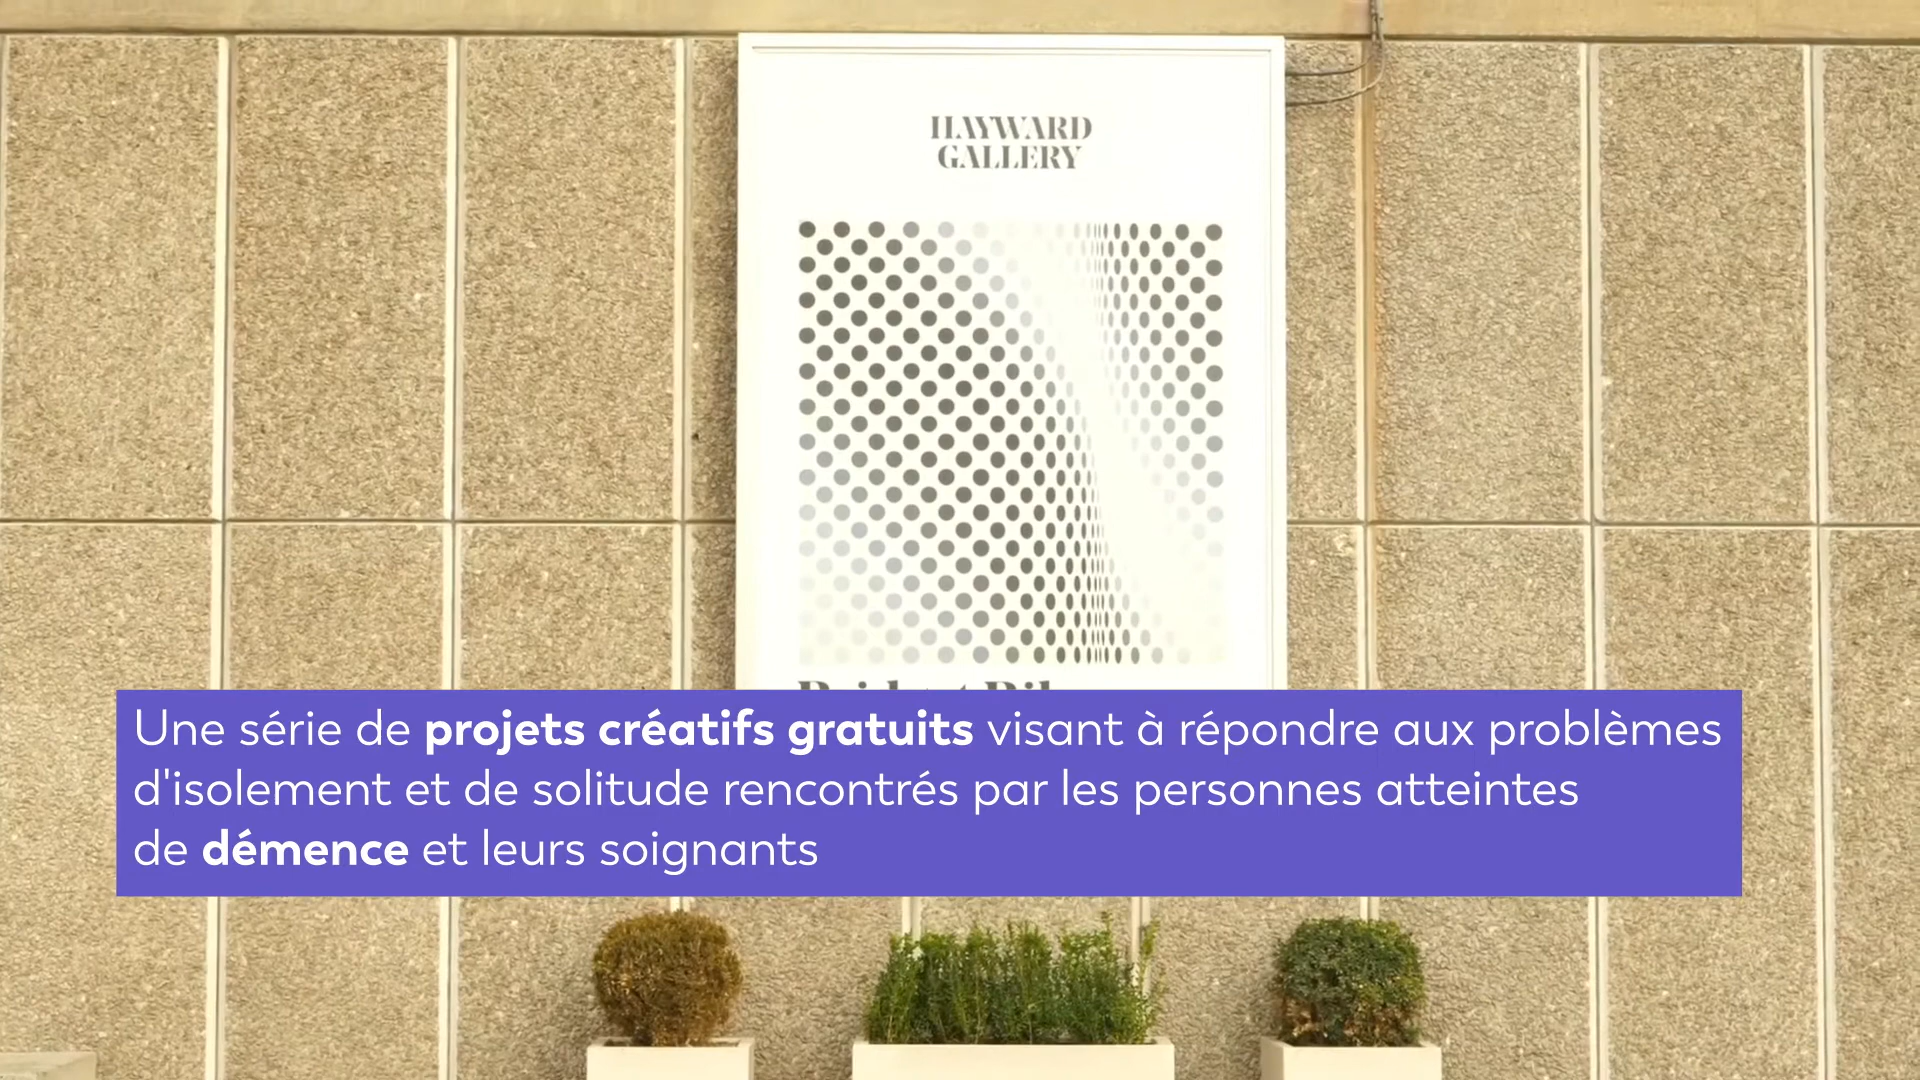 HAYWARD
GALLERY
Une série de projets créatifs gratuits visant à répondre aux problèmes
d'isolement et de solitude rencontrés par les personnes atteintes
de démence et leurs soignants